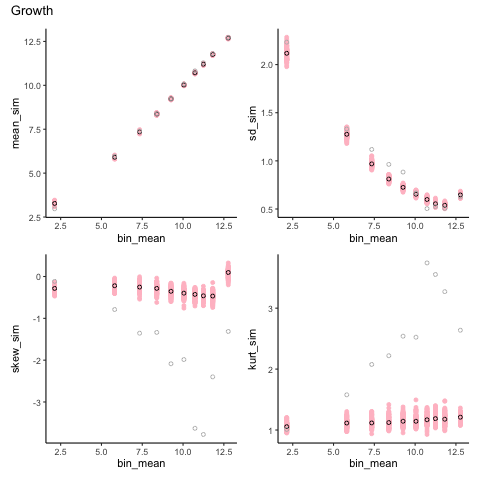 Growth
mean_sim
12.5
10.0
7.5
5.0
2.5
2.5 5.0 7.5 10.0 12.5
bin_mean
sd_sim
2.0
1.5
1.0
0.5
2.5 5.0 7.5 10.0 12.5
bin_mean
skew_sim
0
-1
-2
-3
2.5 5.0 7.5 10.0 12.5
bin_mean
kurt_sim
3
2
1
2.5 5.0 7.5 10.0 12.5
bin_mean